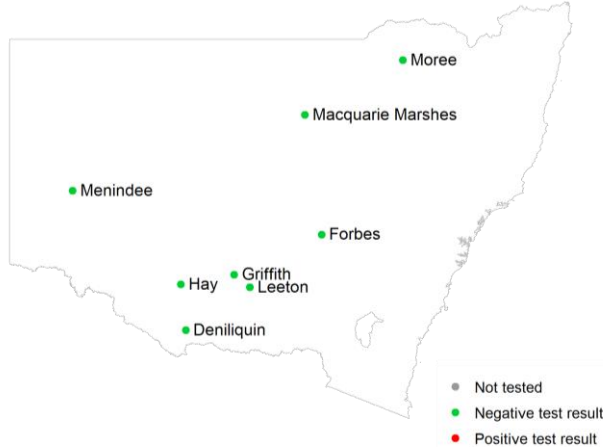 Moree
Macquarie Marshes
Menindee
Forbes
Griffith
Hay
Leeton
Deniliquin
Not tested
Negative test result
Positive test result